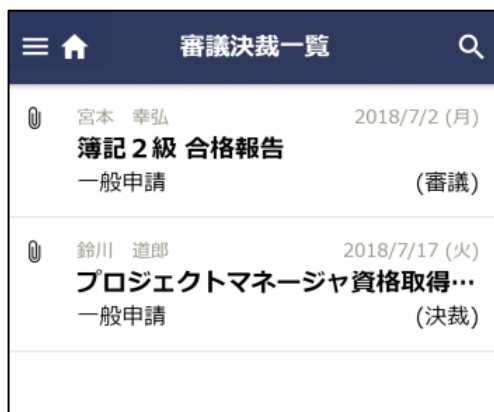 審議決裁一覧
宮本　幸弘 2018/7/2 (月)
簿記２級 合格報告
一般申請 (審議)
鈴川　道郎 2018/7/17 (火)
プロジェクトマネージャ資格取得…
一般申請 (決裁)